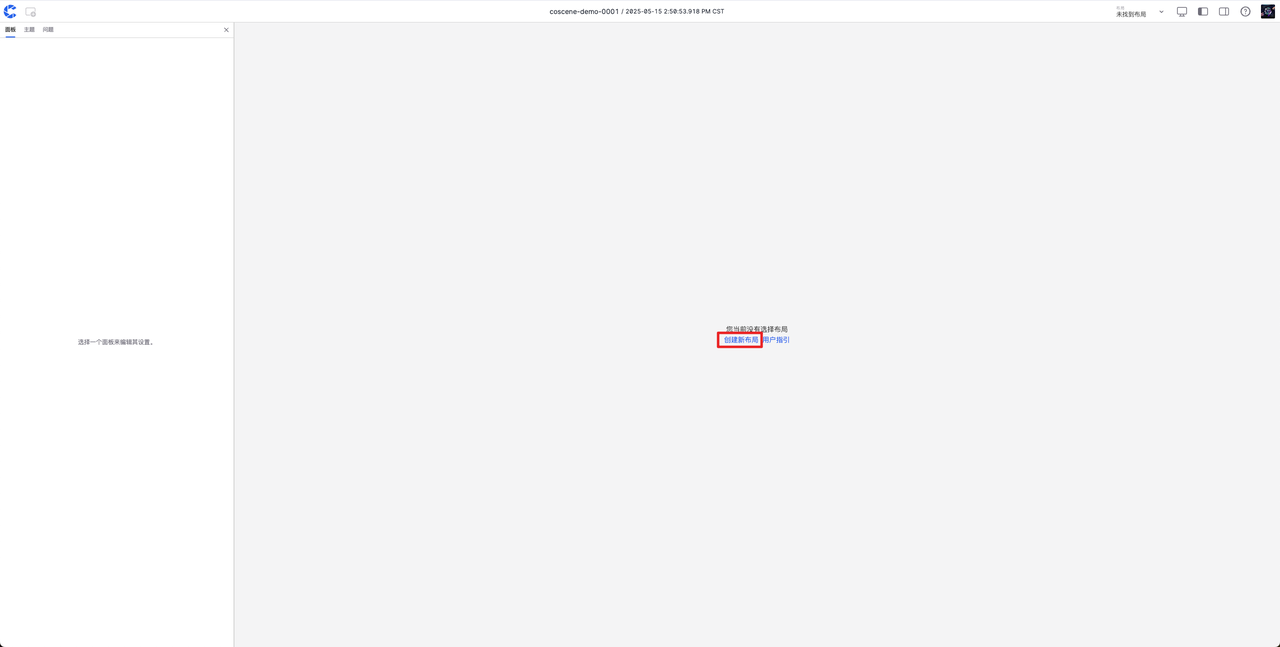 coscene-demo-0001 / 2025-05-15 2:50:53.918 PM CST
布局
未找到布局
面板 主题 问题
您当前没有选择布局
创建新布局 用户指引
选择一个面板来编辑其设置。